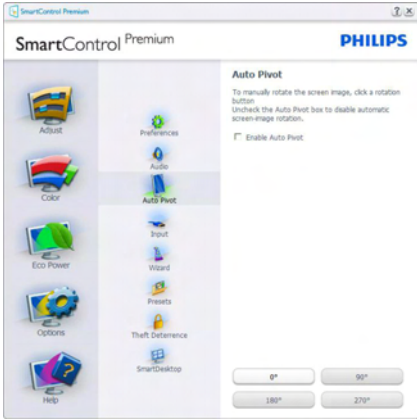 SmartControl Premium
SmartControl Premium
PHILIPS
Adjust
Color
Eco Power
Options
Help
Preferences
Audio
Auto Pivot
Input
Wizard
Presets
Theft Deterrence
SmartDesktop
Auto Pivot
To manually rotate the screen image, click a rotation
button
Uncheck the Auto Pivot box to disable automatic
screen-image rotation.
Enable Auto Pivot
0°
90°
180°
270°